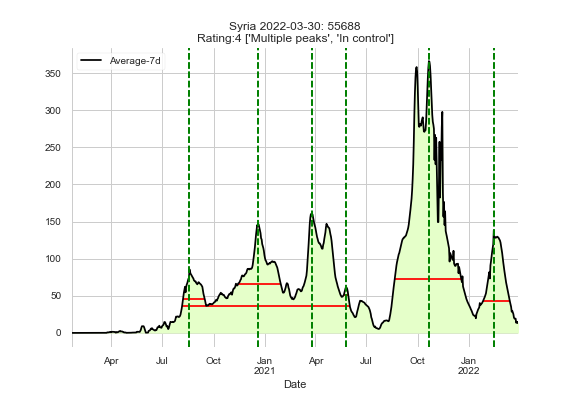 Syria 2022-03-30: 55688
Rating:4 ['Multiple peaks', 'In control']
Average-7d
350
300
250
200
150
100
50
0
Apr Jul Oct Jan Apr Jul Oct Jan
2021 2022
Date